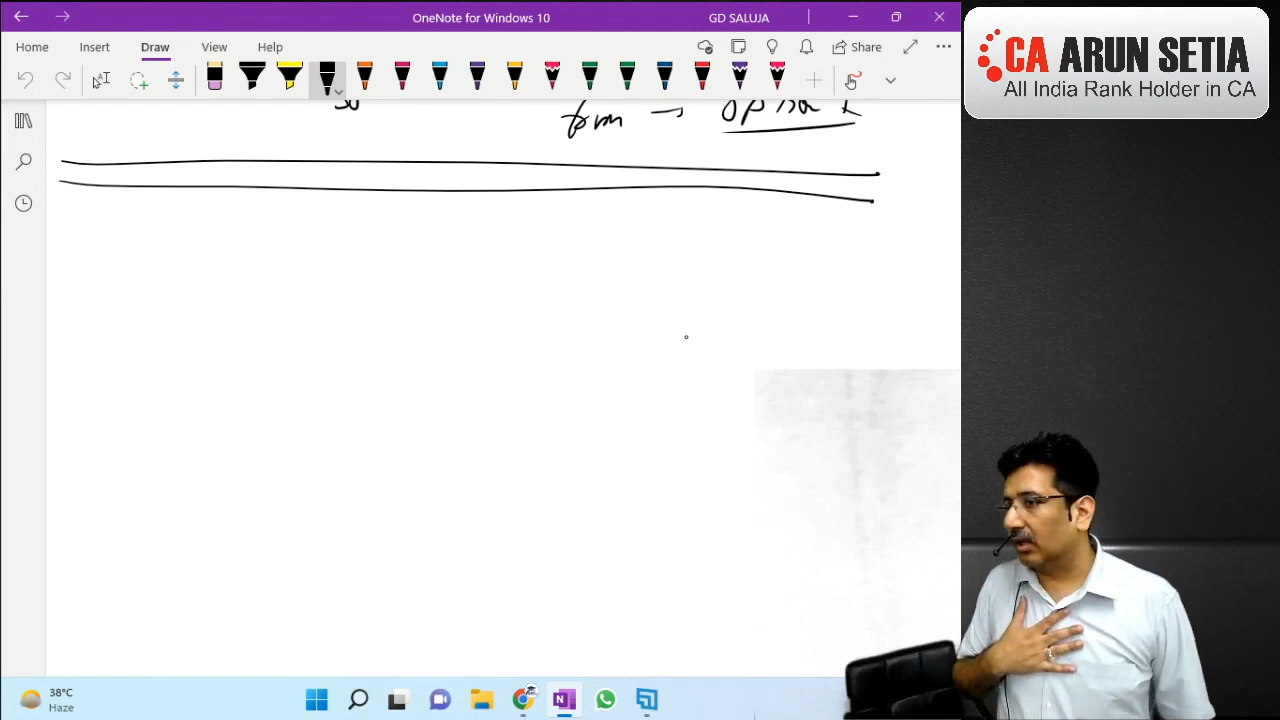 OneNote for Windows 10
GD SALUJA
Home
Insert
Draw
View
Help
Share
CA ARUN SETIA
All India Rank Holder in CA
38°C
Haze